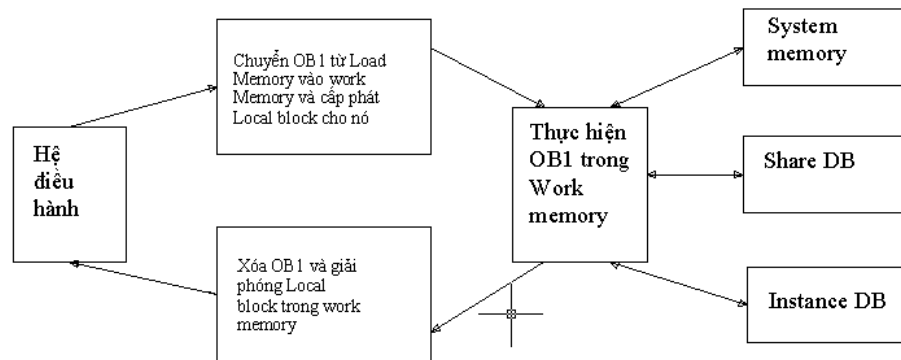 Hệ
điều
hành
Chuyển OB1 từ Load
Memory vào work
Memory và cấp phát
Local block cho nó
Xóa OB1 và giải
phóng Local
block trong work
memory
Thực hiện
OB1 trong
Work
memory
System
memory
Share DB
Instance DB